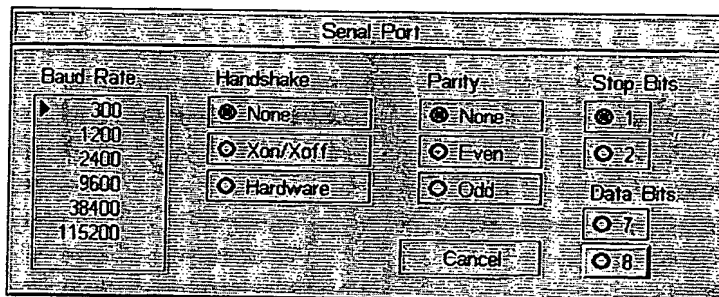 Serial Port
Baud Rate
300
1200
2400
9600
38400
115200
Handshake
None
Xon/Xoff
Hardware
Parity
None
Even
Odd
Cancel
Stop Bits
1
2
Data Bits
7
8